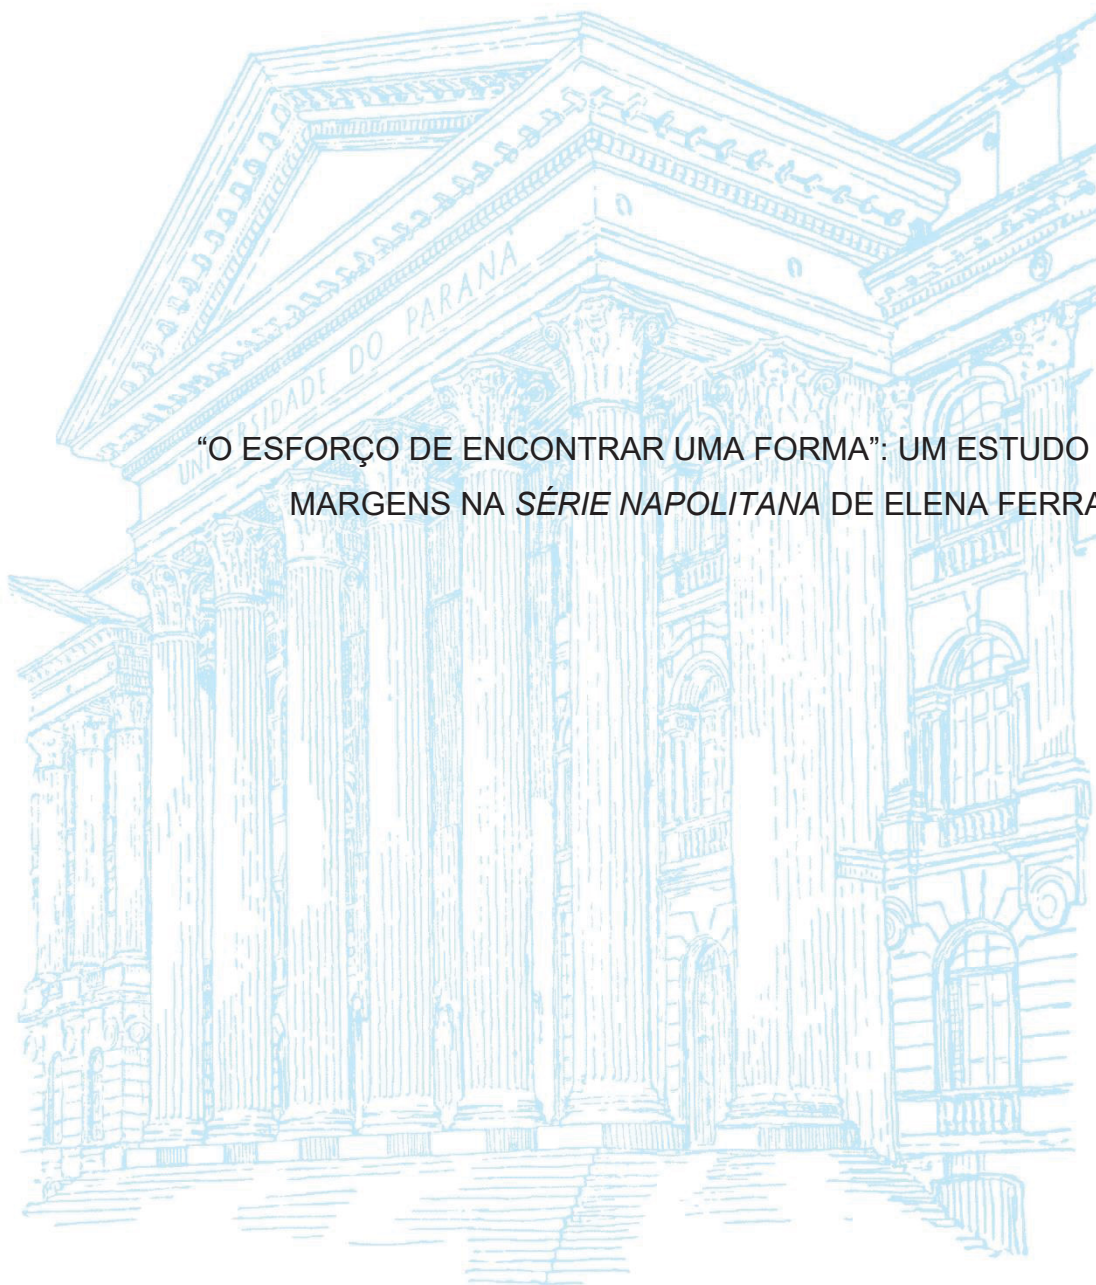 UNIVERSIDADE DO PARANÁ
“O ESFORÇO DE ENCONTRAR UMA FORMA”: UM ESTUDO
MARGENS NA SÉRIE NAPOLITANA DE ELENA FERRA